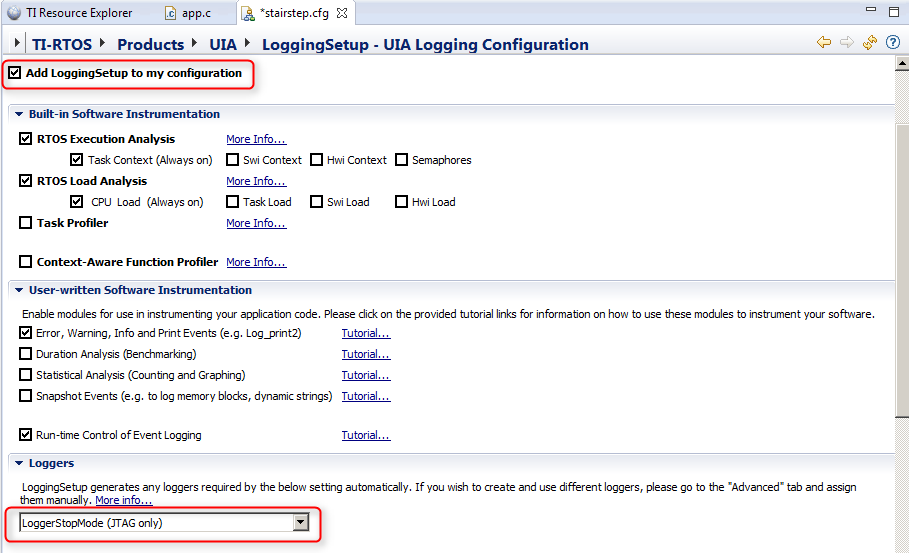 TI Resource Explorer app.c *stairstep.cfg
TI-RTOS Products UIA LoggingSetup - UIA Logging Configuration
Add LoggingSetup to my configuration
Built-in Software Instrumentation
RTOS Execution Analysis More Info...
Task Context (Always on) Swi Context Hwi Context Semaphores
RTOS Load Analysis More Info...
CPU Load (Always on) Task Load Swi Load Hwi Load
Task Profiler More Info...
Context-Aware Function Profiler More Info...
User-written Software Instrumentation
Enable modules for use in instrumenting your application code. Please click on the provided tutorial links for information on how to use these modules to instrument your software.
Error, Warning, Info and Print Events (e.g. Log_print2) Tutorial...
Duration Analysis (Benchmarking) Tutorial...
Statistical Analysis (Counting and Graphing) Tutorial...
Snapshot Events (e.g. to log memory blocks, dynamic strings) Tutorial...
Run-time Control of Event Logging Tutorial...
Loggers
LoggingSetup generates any loggers required by the below setting automatically. If you wish to create and use different loggers, please go to the "Advanced" tab and assign
them manually. More info...
LoggerStopMode (JTAG only)